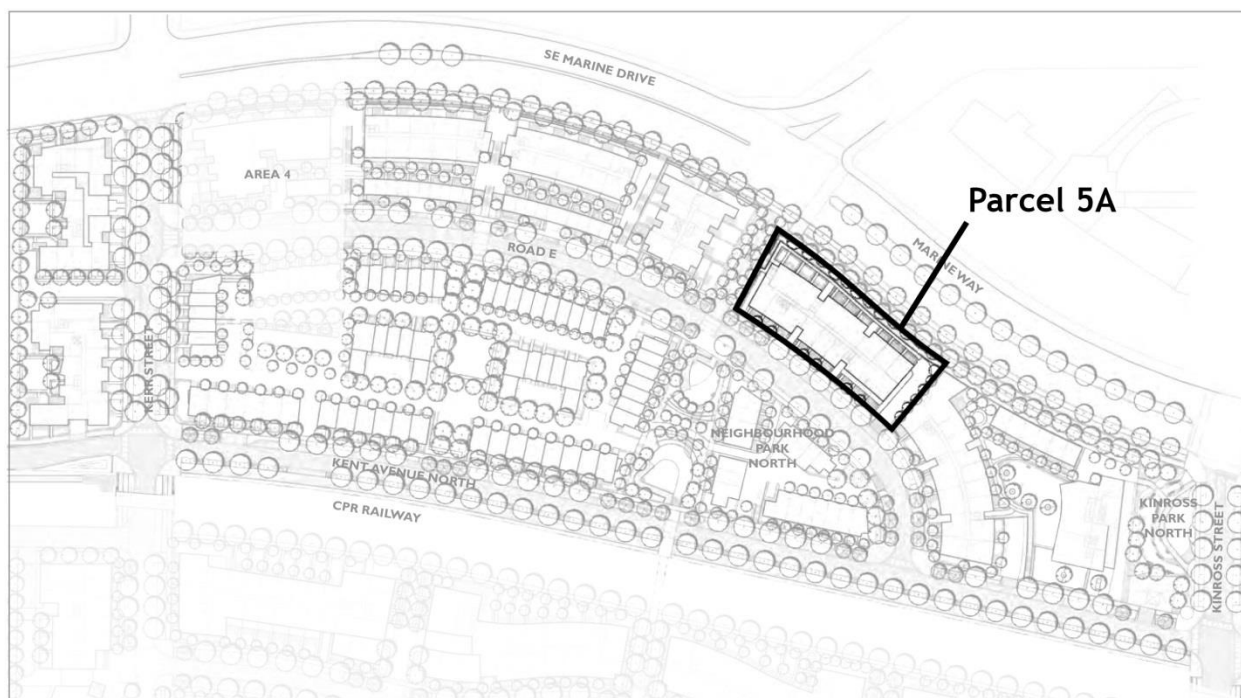 SE MARINE DRIVE
AREA 4
Parcel 5A
ROAD E
MARINE WAY
KERR STREET
NEIGHBOURHOOD
PARK
NORTH
KENT AVENUE NORTH
CPR RAILWAY
KINROSS
PARK
NORTH
KINROSS STREET